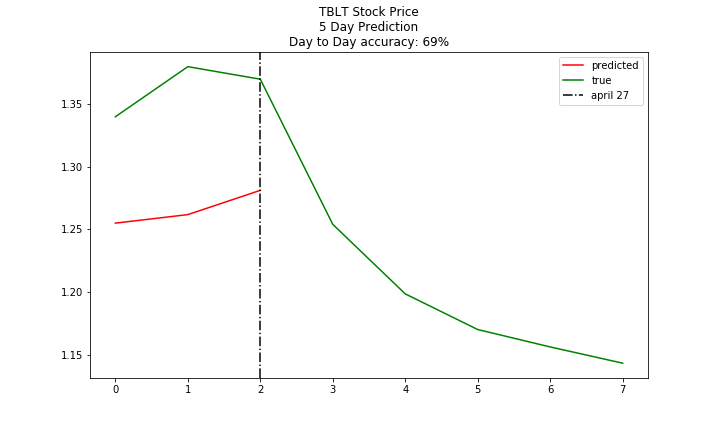 TBLT Stock Price
5 Day Prediction
Day to Day accuracy: 69%
predicted
true
april 27
1.35
1.30
1.25
1.20
1.15
0 1 2 3 4 5 6 7